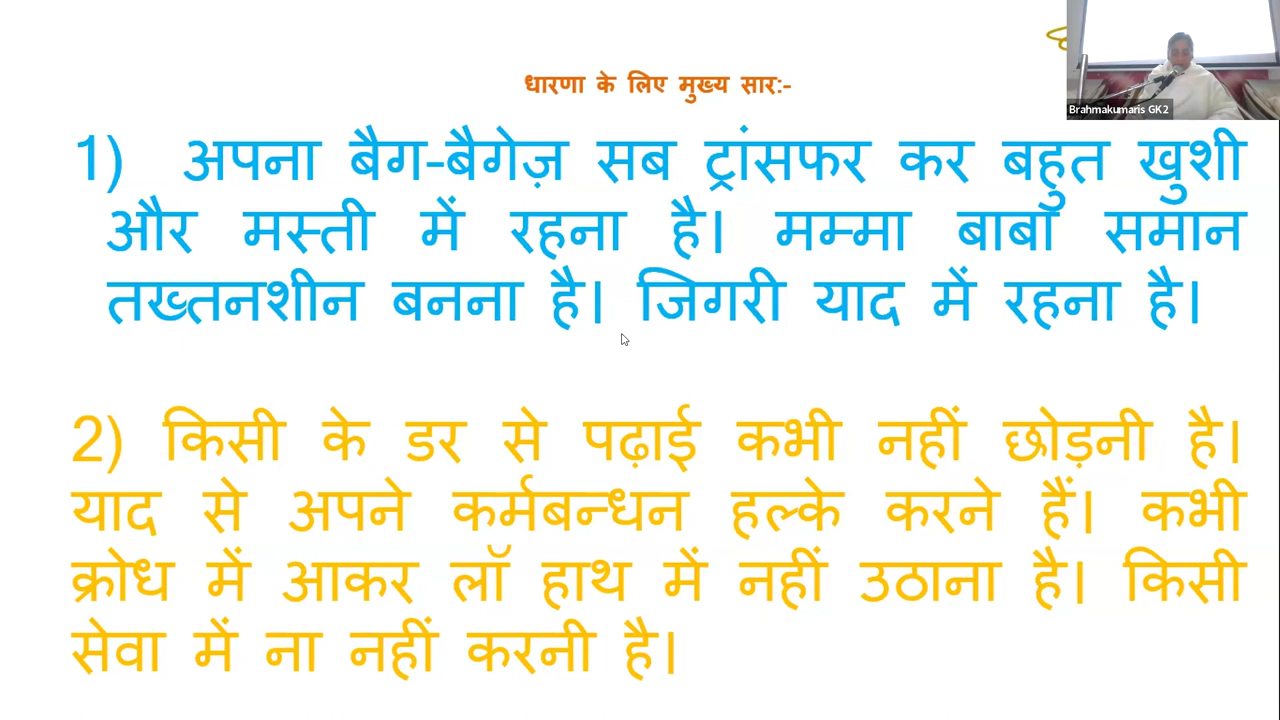 धारणा के लिए मुख्य सार:-
Brahmakumaris GK2
1) अपना बैग-बैगेज़ सब ट्रांसफर कर बहुत खुशी
और मस्ती में रहना है। मम्मा बाबा समान
तख्तनशीन बनना है। जिगरी याद में रहना है।
2) किसी के डर से पढ़ाई कभी नहीं छोड़नी है।
याद से अपने कर्मबन्धन हल्के करने हैं। कभी
क्रोध में आकर लॉ हाथ में नहीं उठाना है। किसी
सेवा में ना नहीं करनी है।